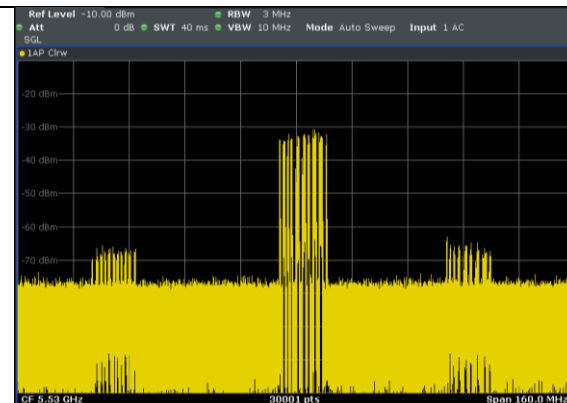 Ref Level -10.00 dBm RBW 3 MHz
Att 0 dB SWT 40 ms VBW 10 MHz Mode Auto Sweep Input 1 AC
SGL
1AP Clrw
-20 dBm
-30 dBm
-40 dBm
-50 dBm
-60 dBm
-70 dBm
CF 5.53 GHz 30001 pts Span 160.0 MHz